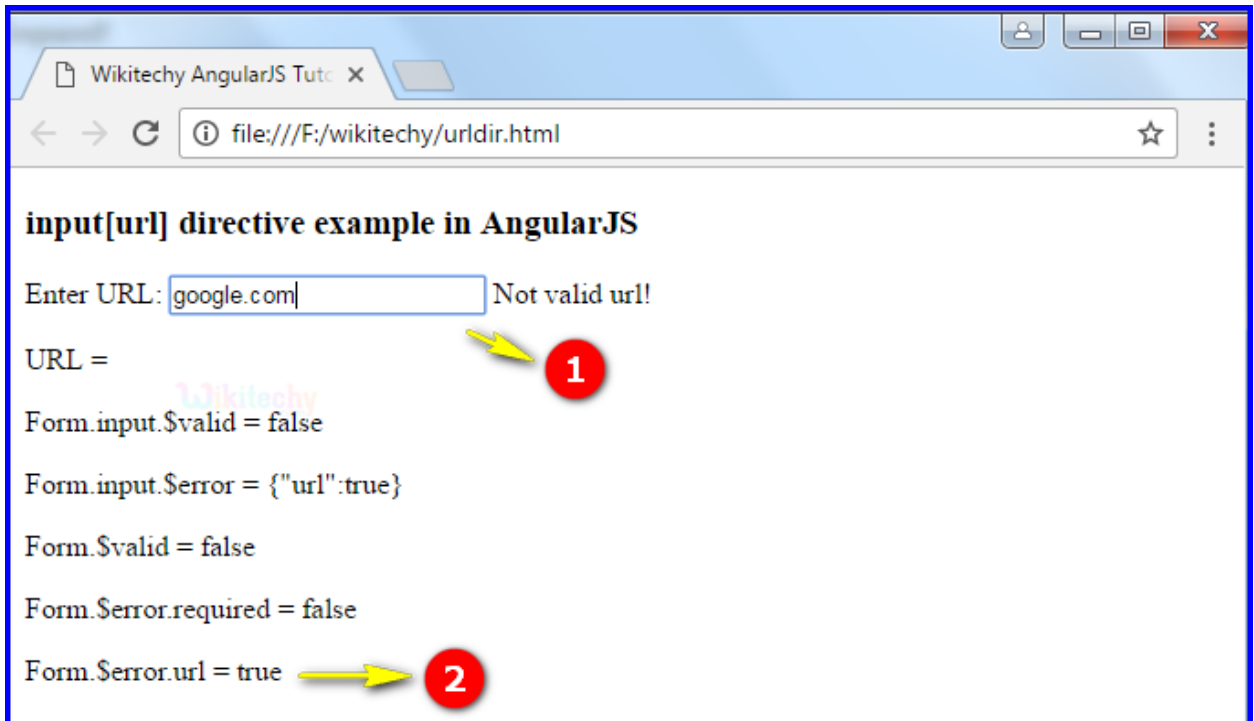 Wikitechy AngularJS Tuto
file:///F:/wikitechy/urldir.html
input[url] directive example in AngularJS
Enter URL: google.com Not valid url!
1
URL =
Wikitechy
Form.input.$valid = false
Form.input.$error = {"url":true}
Form.$valid = false
Form.$error.required = false
Form.$error.url = true
2